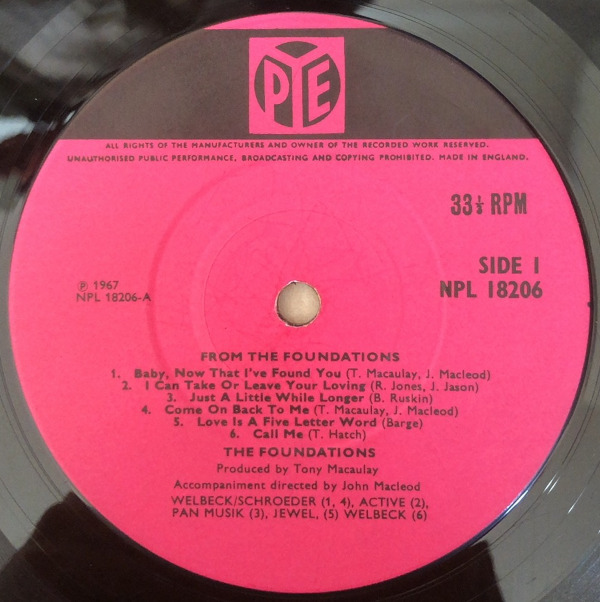 PYE
ALL RIGHTS OF THE MANUFACTURERS AND OWNER OF THE RECORDED WORK RESERVED.
UNAUTHORISED PUBLIC PERFORMANCE, BROADCASTING AND COPYING PROHIBITED. MADE IN ENGLAND.
33⅓ RPM
SIDE 1
NPL 18206
℗ 1967
NPL 18206-A
FROM THE FOUNDATIONS
1. Baby, Now That I've Found You (T. Macaulay, J. Macleod)
2. I Can Take Or Leave Your Loving (R. Jones, J. Jason)
3. Just A Little While Longer (B. Ruskin)
4. Come On Back To Me (T. Macaulay, J. Macleod)
5. Love Is A Five Letter Word (Barge)
6. Call Me (T. Hatch)
THE FOUNDATIONS
Produced by Tony Macaulay
Accompaniment directed by John Macleod
WELBECK/SCHROEDER (1, 4), ACTIVE (2),
PAN MUSIK (3), JEWEL, (5) WELBECK (6)